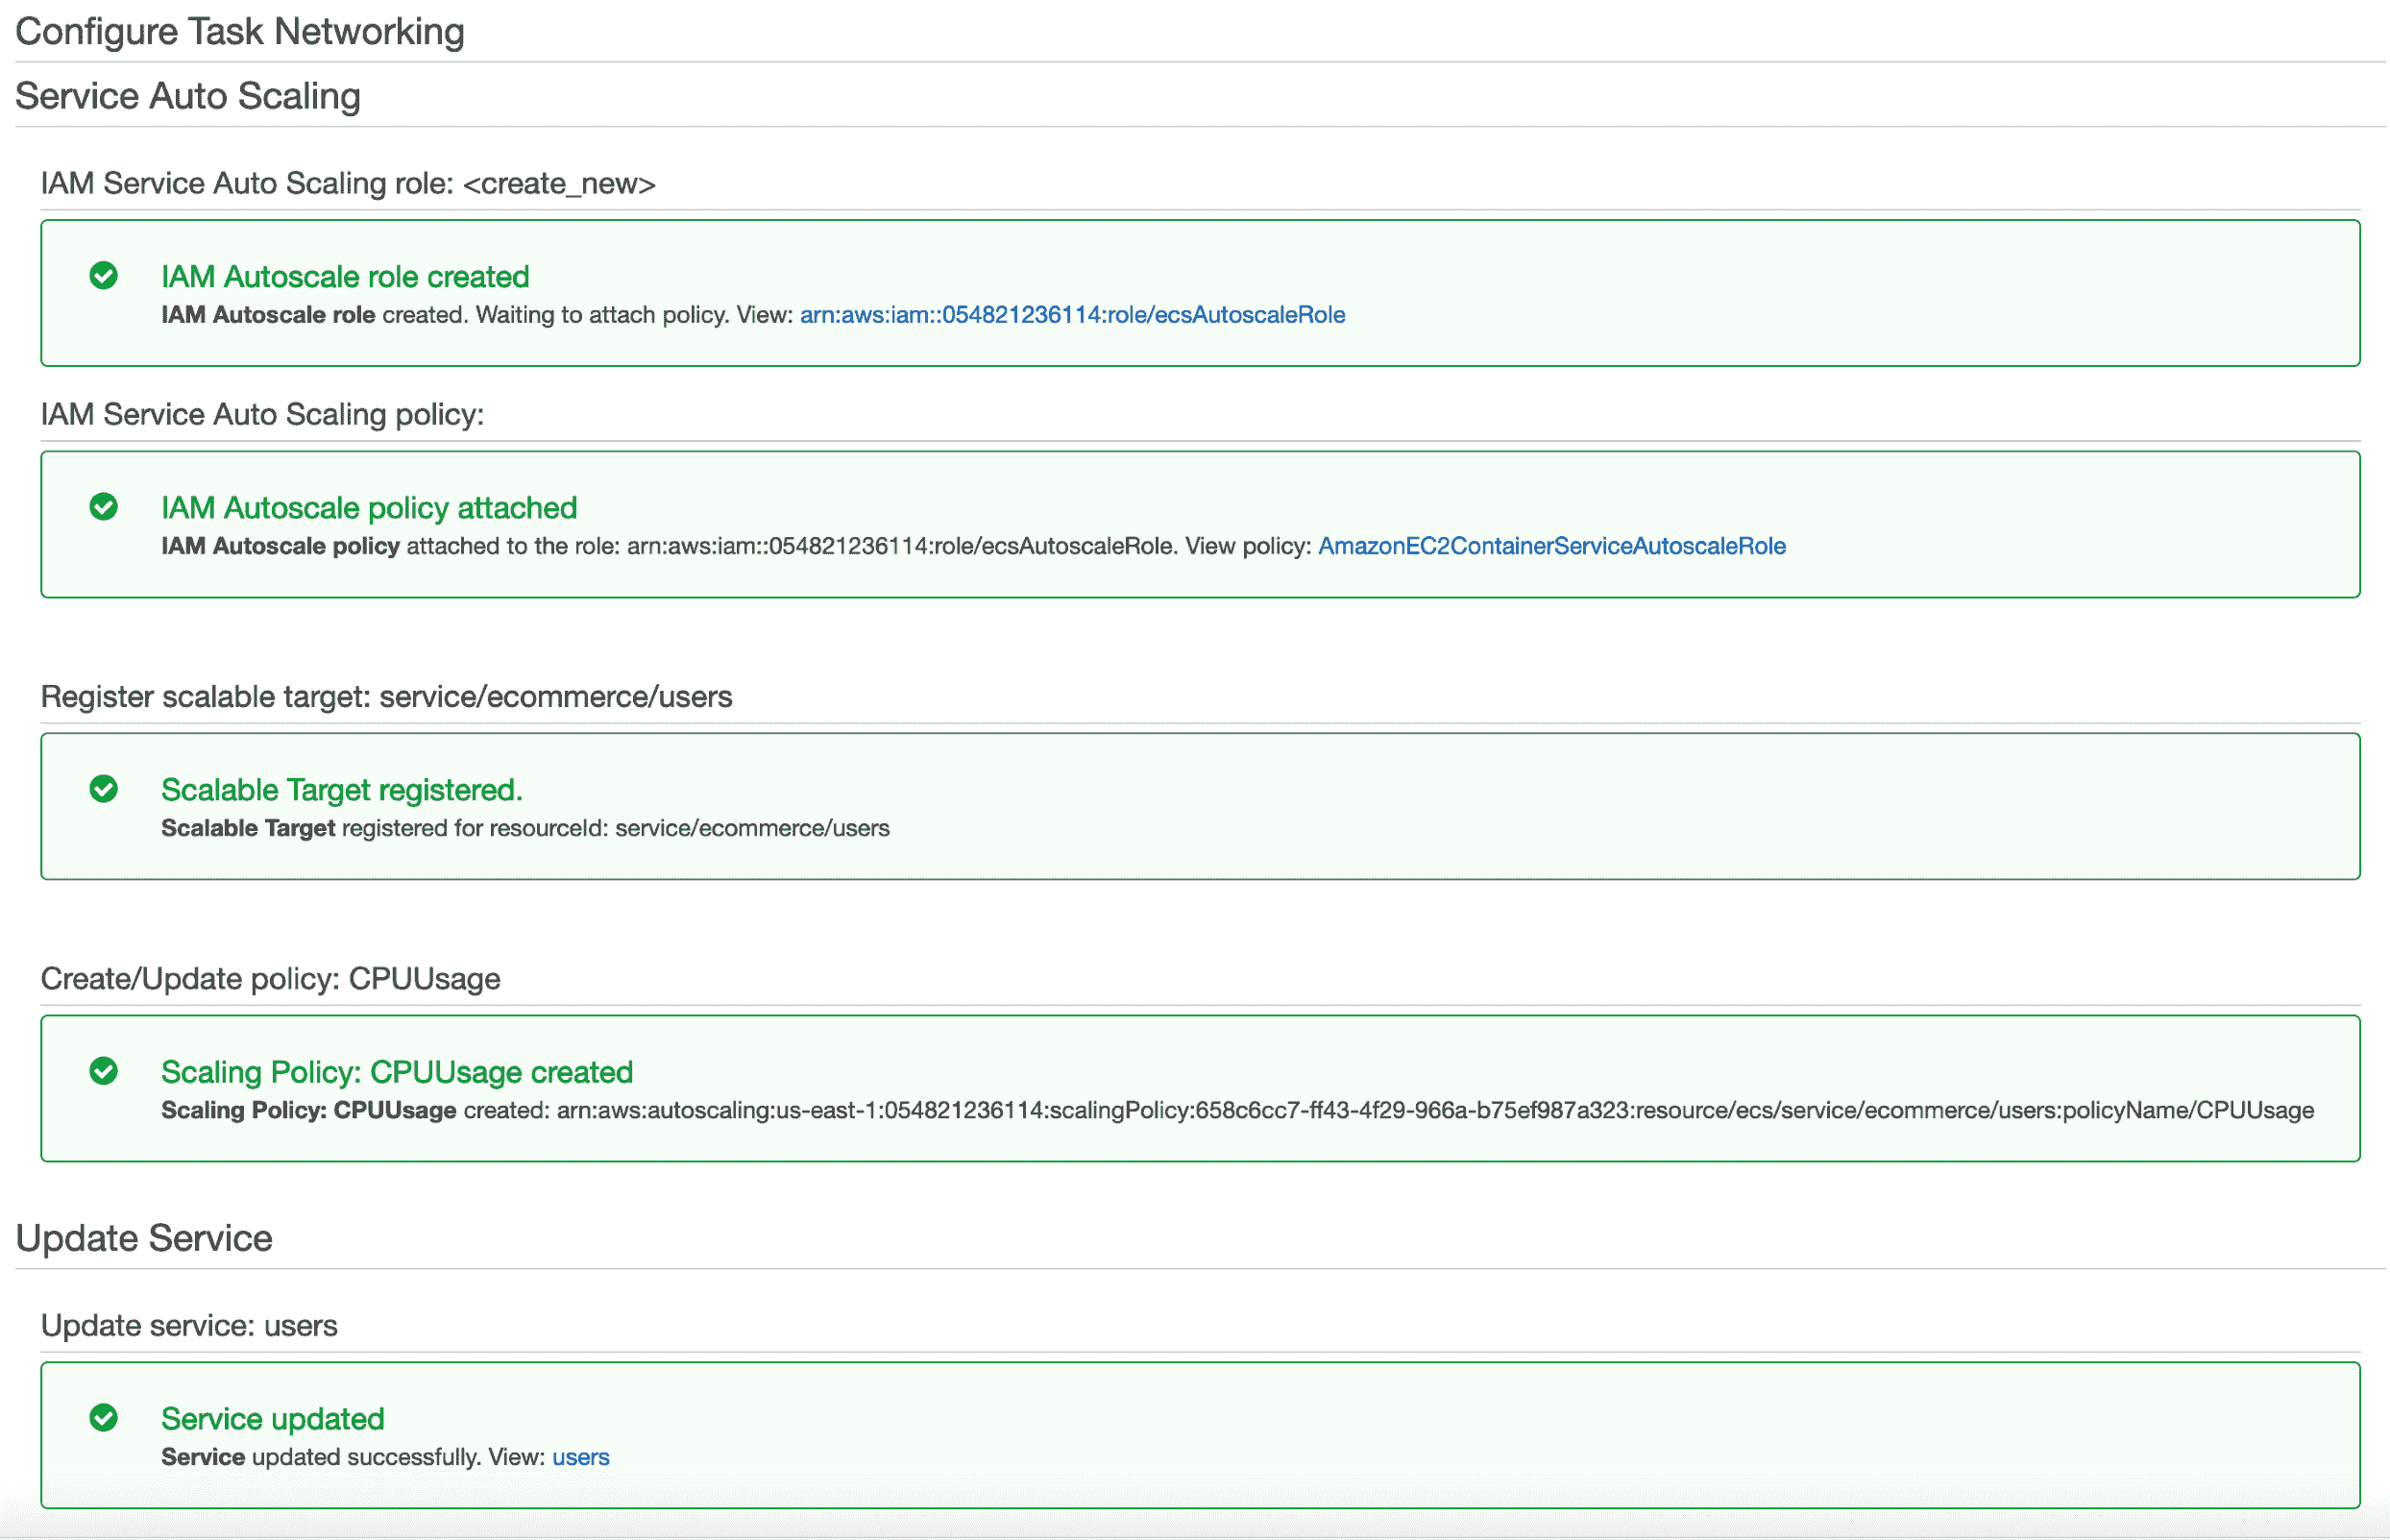 Configure Task Networking
Service Auto Scaling
IAM Service Auto Scaling role: <create_new>
IAM Autoscale role created
IAM Autoscale role created. Waiting to attach policy. View: arn:aws:iam::054821236114:role/ecsAutoscaleRole
IAM Service Auto Scaling policy:
IAM Autoscale policy attached
IAM Autoscale policy attached to the role: arn:aws:iam::054821236114:role/ecsAutoscaleRole. View policy: AmazonEC2ContainerServiceAutoscaleRole
Register scalable target: service/ecommerce/users
Scalable Target registered.
Scalable Target registered for resourceId: service/ecommerce/users
Create/Update policy: CPUUsage
Scaling Policy: CPUUsage created
Scaling Policy: CPUUsage created: arn:aws:autoscaling:us-east-1:054821236114:scalingPolicy:658c6cc7-ff43-4f29-966a-b75ef987a323:resource/ecs/service/ecommerce/users:policyName/CPUUsage
Update Service
Update service: users
Service updated
Service updated successfully. View: users